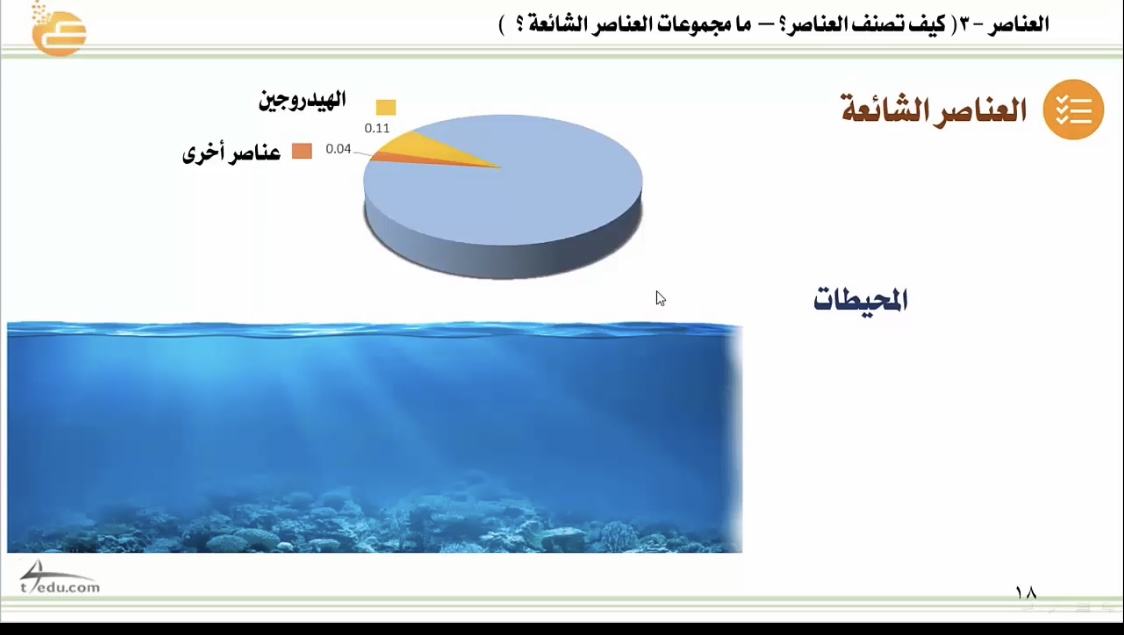 العناصر - ٣( كيف تصنف العناصر؟ – ما مجموعات العناصر الشائعة ؟ )
العناصر الشائعة
الهيدروجين
0.11
عناصر أخرى
0.04
المحيطات
t4edu.com
١٨